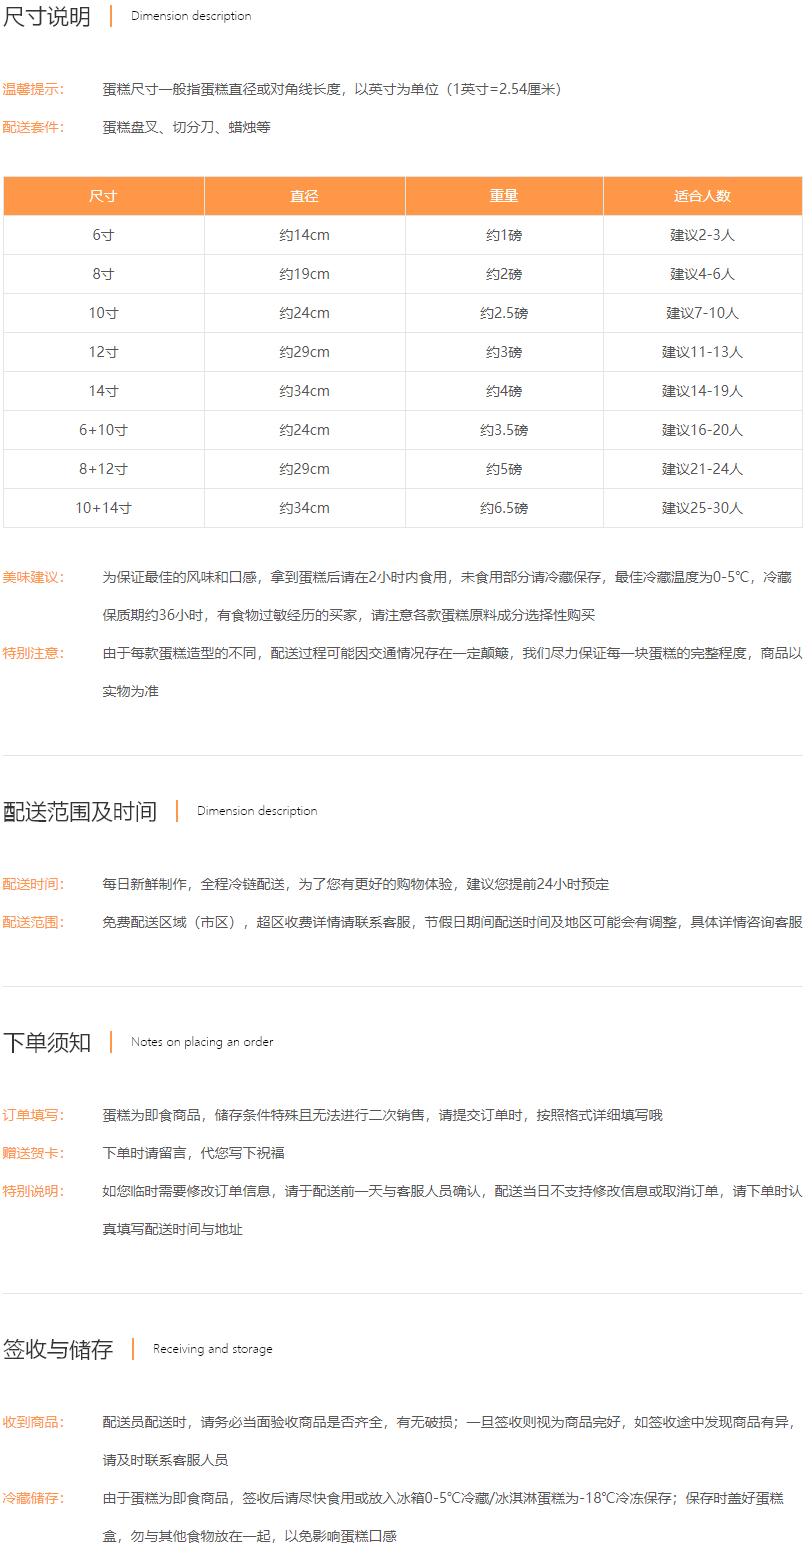 尺寸说明 | Dimension description
温馨提示： 蛋糕尺寸一般指蛋糕直径或对角线长度，以英寸为单位（1英寸=2.54厘米）
配送套件： 蛋糕盘叉、切分刀、蜡烛等
尺寸 直径 重量 适合人数
6寸 约14cm 约1磅 建议2-3人
8寸 约19cm 约2磅 建议4-6人
10寸 约24cm 约2.5磅 建议7-10人
12寸 约29cm 约3磅 建议11-13人
14寸 约34cm 约4磅 建议14-19人
6+10寸 约24cm 约3.5磅 建议16-20人
8+12寸 约29cm 约5磅 建议21-24人
10+14寸 约34cm 约6.5磅 建议25-30人
美味建议： 为保证最佳的风味和口感，拿到蛋糕后请在2小时内食用，未食用部分请冷藏保存，最佳冷藏温度为0-5℃，冷藏
保质期约36小时，有食物过敏经历的买家，请注意各款蛋糕原料成分选择性购买
特别注意： 由于每款蛋糕造型的不同，配送过程可能因交通情况存在一定颠簸，我们尽力保证每一块蛋糕的完整程度，商品以
实物为准
配送范围及时间 | Dimension description
配送时间： 每日新鲜制作，全程冷链配送，为了您有更好的购物体验，建议您提前24小时预定
配送范围： 免费配送区域（市区），超区收费详情请联系客服，节假日期间配送时间及地区可能会有调整，具体详情咨询客服
下单须知 | Notes on placing an order
订单填写： 蛋糕为即食商品，储存条件特殊且无法进行二次销售，请提交订单时，按照格式详细填写哦
赠送贺卡： 下单时请留言，代您写下祝福
特别说明： 如您临时需要修改订单信息，请于配送前一天与客服人员确认，配送当日不支持修改信息或取消订单，请下单时认
真填写配送时间与地址
签收与储存 | Receiving and storage
收到商品： 配送员配送时，请务必当面验收商品是否齐全，有无破损；一旦签收则视为商品完好，如签收途中发现商品有异，
请及时联系客服人员
冷藏储存： 由于蛋糕为即食商品，签收后请尽快食用或放入冰箱0-5℃冷藏/冰淇淋蛋糕为-18℃冷冻保存；保存时盖好蛋糕
盒，勿与其他食物放在一起，以免影响蛋糕口感